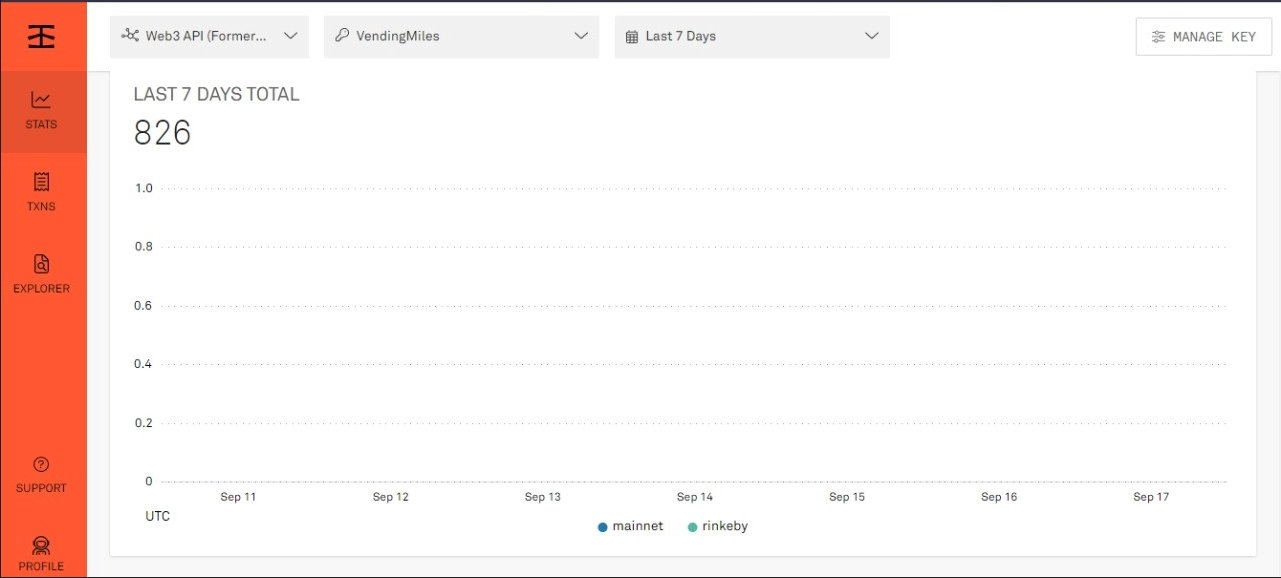 Web3 API (Former...
VendingMiles
Last 7 Days
MANAGE KEY
STATS
TXNS
EXPLORER
SUPPORT
PROFILE
LAST 7 DAYS TOTAL
826
1.0
0.8
0.6
0.4
0.2
0
Sep 11 Sep 12 Sep 13 Sep 14 Sep 15 Sep 16 Sep 17
UTC
mainnet rinkeby